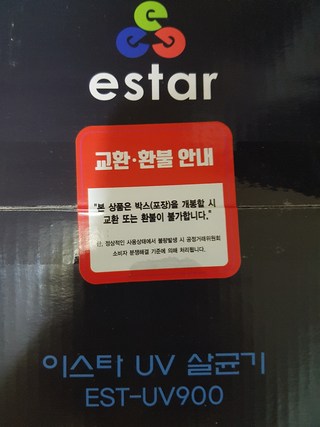 estar
교환·환불 안내
"본 상품은 박스(포장)을 개봉할 시
교환 또는 환불이 불가합니다."
단, 정상적인 사용상태에서 불량발생 시 공정거래위원회
소비자 분쟁해결 기준에 의해 처리됩니다.
이스타 UV 살균기
EST-UV900